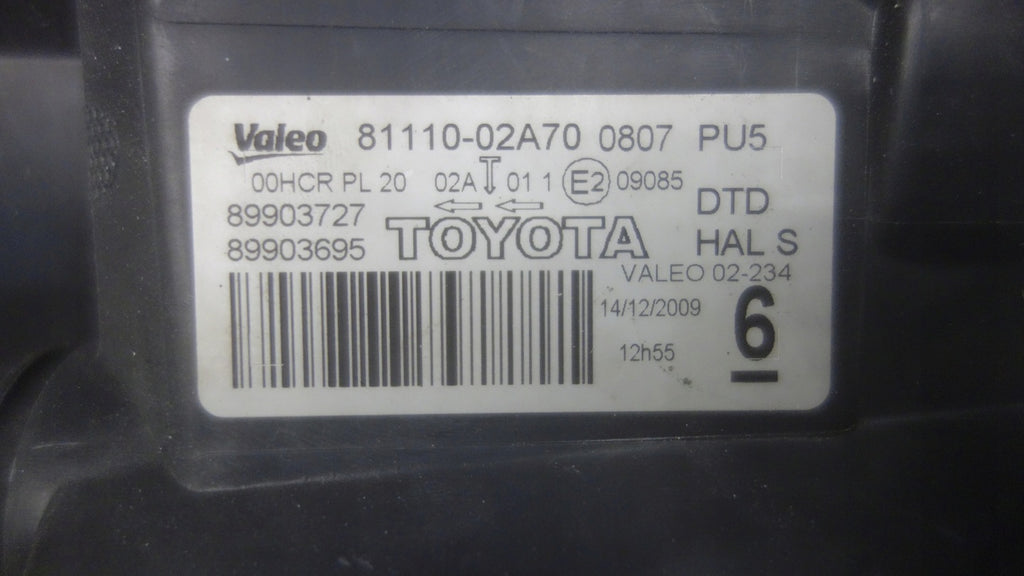 Valeo 81110-02A70 0807 PU5
00HCR PL 20 02A 01 1 E2 09085
89903727 DTD
89903695 TOYOTA HAL S
VALEO 02-234
14/12/2009 6
12h55